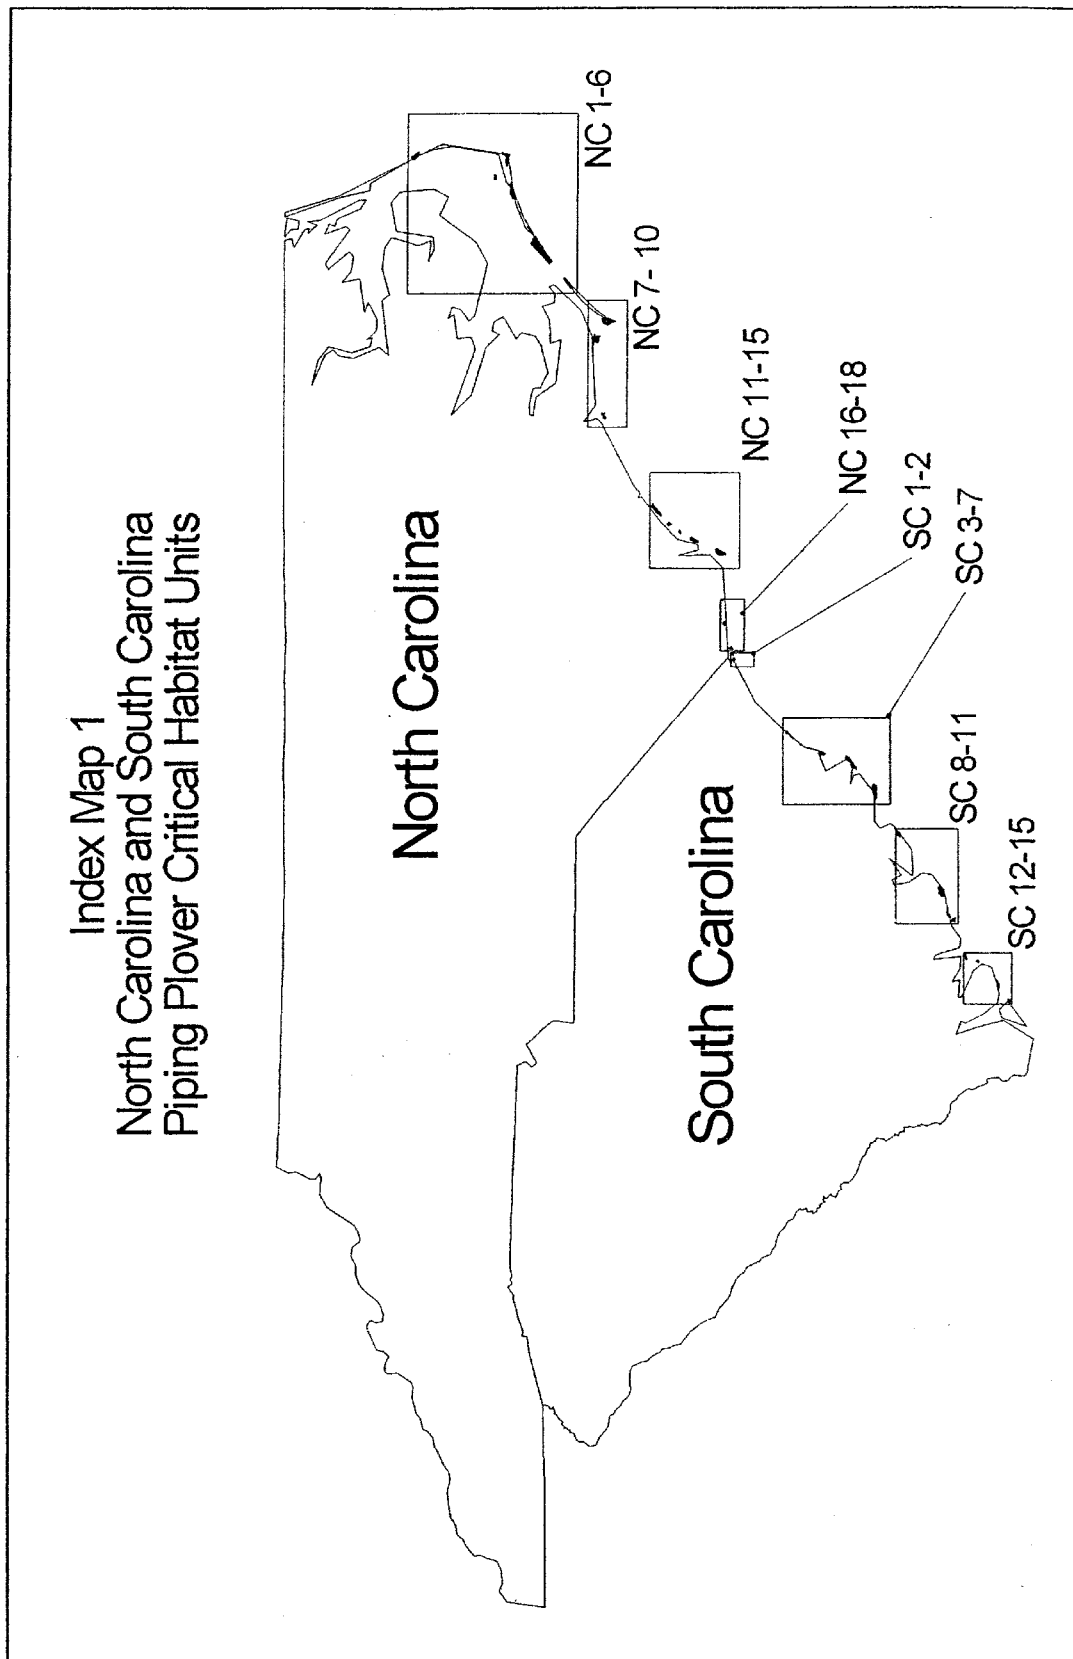 Index Map 1
North Carolina and South Carolina
Piping Plover Critical Habitat Units
North Carolina
South Carolina
NC 1-6
NC 7- 10
NC 11-15
NC 16-18
SC 1-2
SC 3-7
SC 8-11
SC 12-15